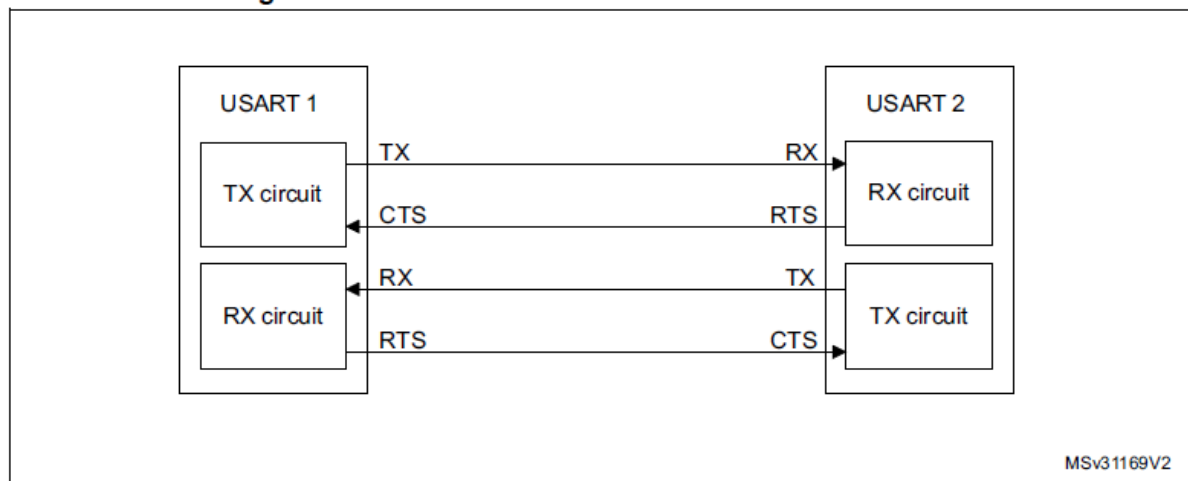 USART 1
USART 2
TX
RX
TX circuit
RX circuit
CTS
RTS
RX
TX
RX circuit
TX circuit
RTS
CTS
MSv31169V2